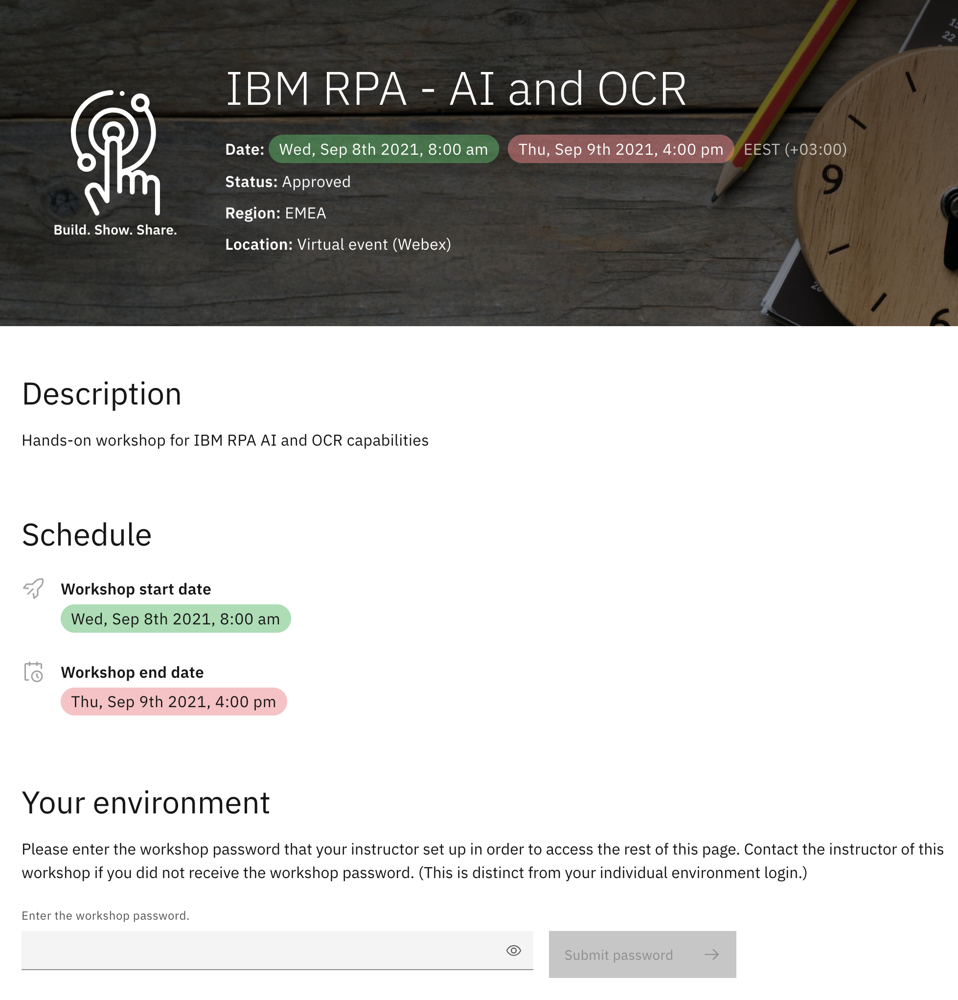 IBM RPA - AI and OCR
Date: Wed, Sep 8th 2021, 8:00 am Thu, Sep 9th 2021, 4:00 pm EEST (+03:00)
Status: Approved
Region: EMEA
Location: Virtual event (Webex)
Build. Show. Share.
22
9
6
Description
Hands-on workshop for IBM RPA AI and OCR capabilities
Schedule
Workshop start date
Wed, Sep 8th 2021, 8:00 am
Workshop end date
Thu, Sep 9th 2021, 4:00 pm
Your environment
Please enter the workshop password that your instructor set up in order to access the rest of this page. Contact the instructor of this
workshop if you did not receive the workshop password. (This is distinct from your individual environment login.)
Enter the workshop password.
Submit password